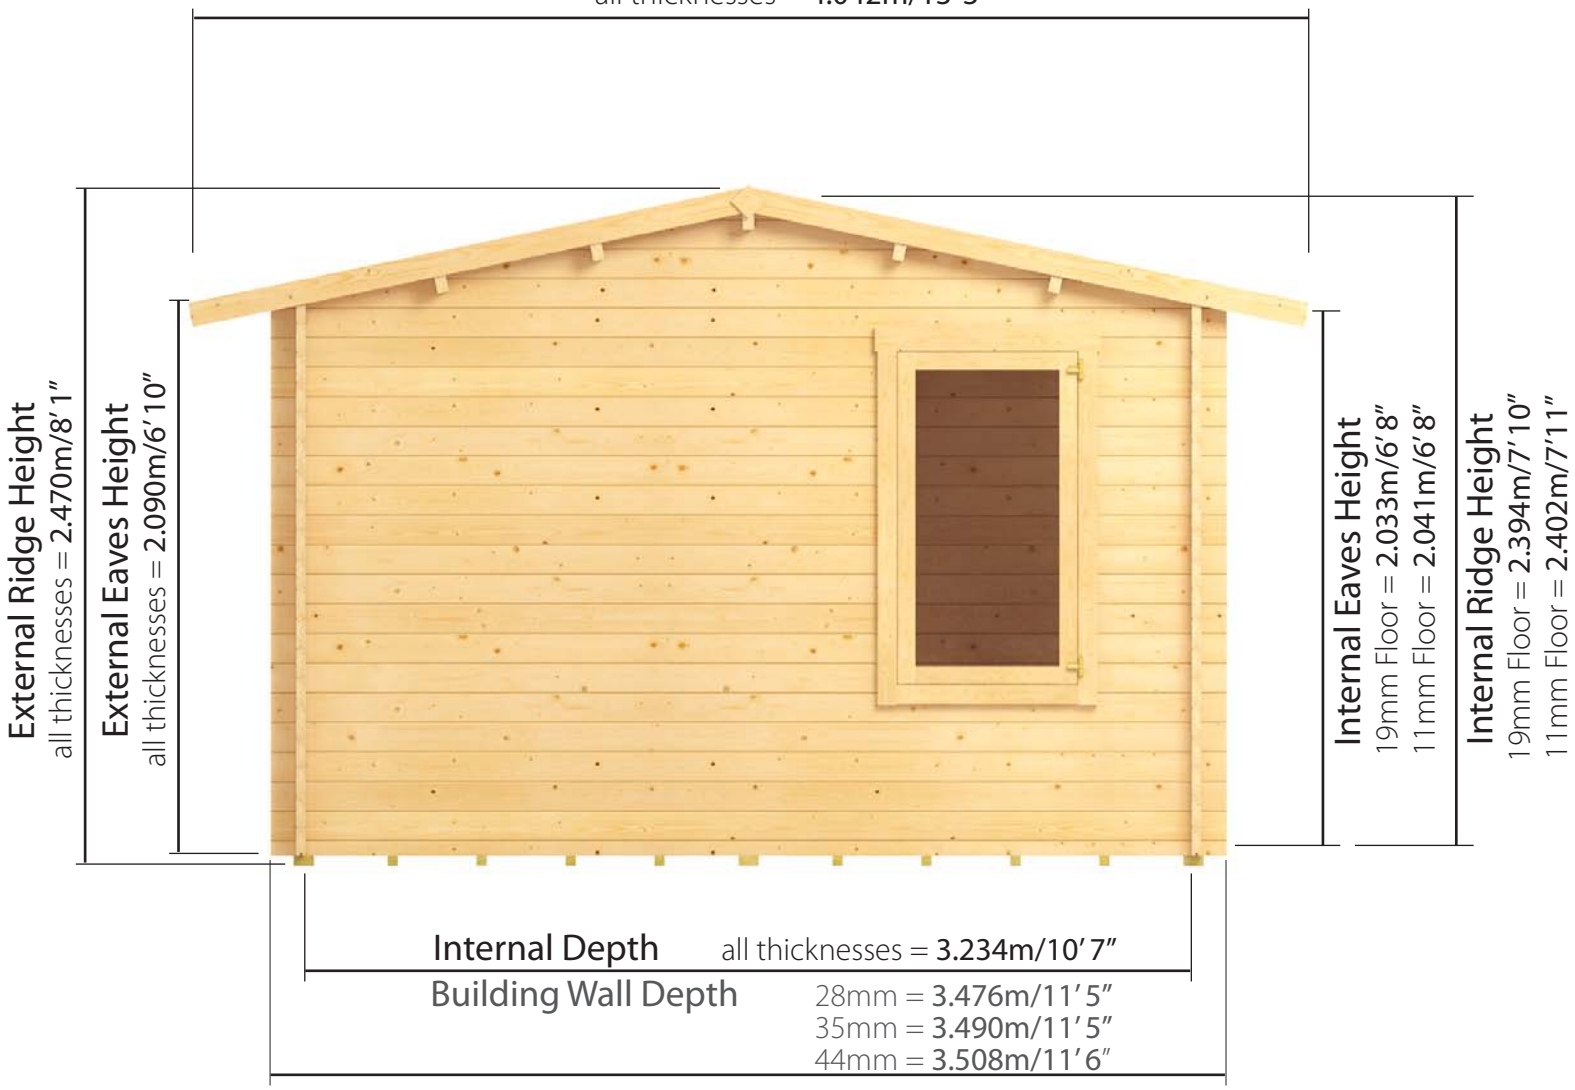 all thicknesses
External Ridge Height
all thicknesses = 2.470m/8' 1"
External Eaves Height
all thicknesses = 2.090m/6' 10"
Internal Eaves Height
19mm Floor = 2.033m/6' 8"
11mm Floor = 2.041m/6' 8"
Internal Ridge Height
19mm Floor = 2.394m/7' 10"
11mm Floor = 2.402m/7'11"
Internal Depth all thicknesses = 3.234m/10' 7"
Building Wall Depth 28mm = 3.476m/11' 5"
35mm = 3.490m/11' 5"
44mm = 3.508m/11' 6"